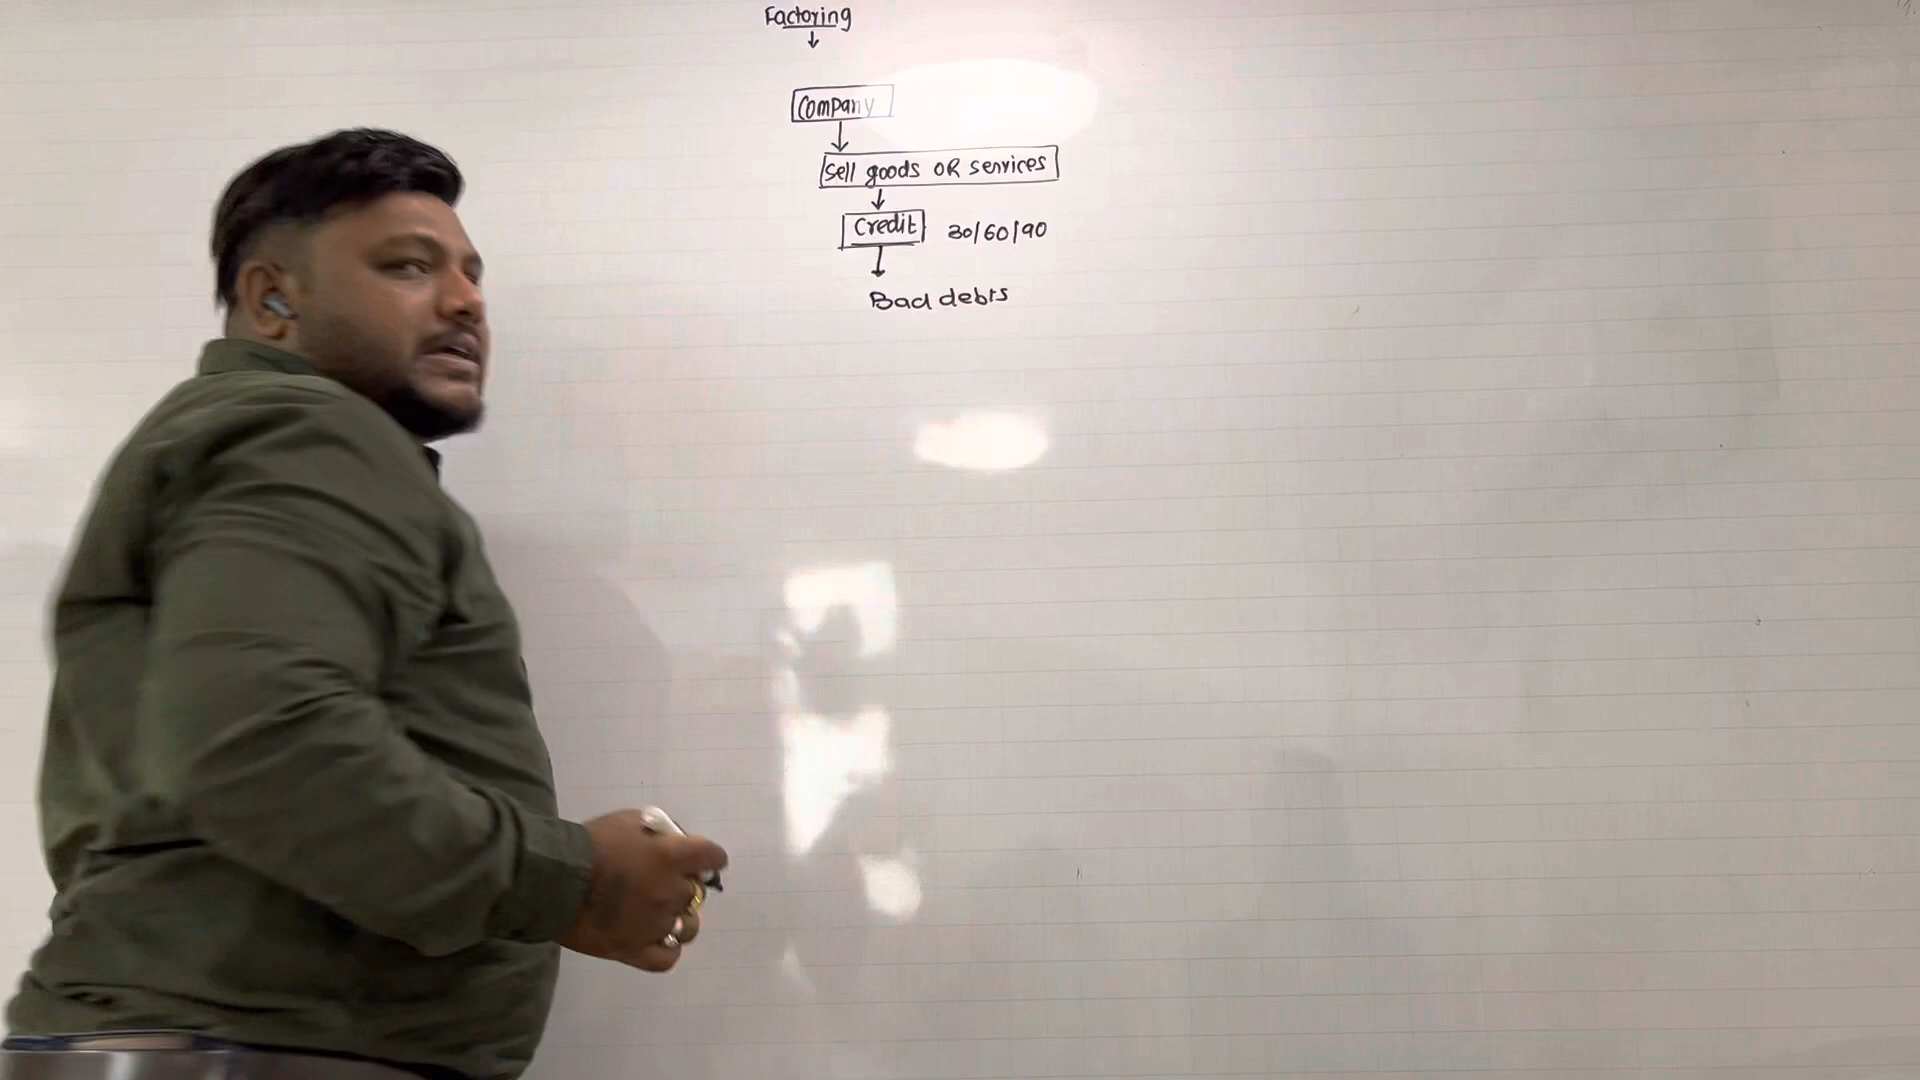 Factoring
Company
Sell goods OR services
Credit 30/60/90
Bad debts